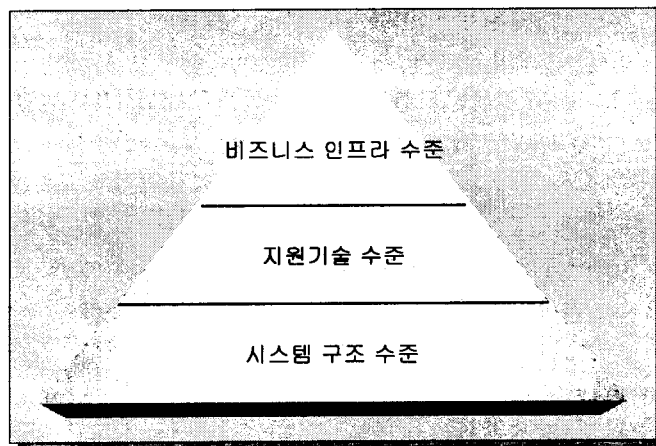 비즈니스 인프라 수준
지원기술 수준
시스템 구조 수준